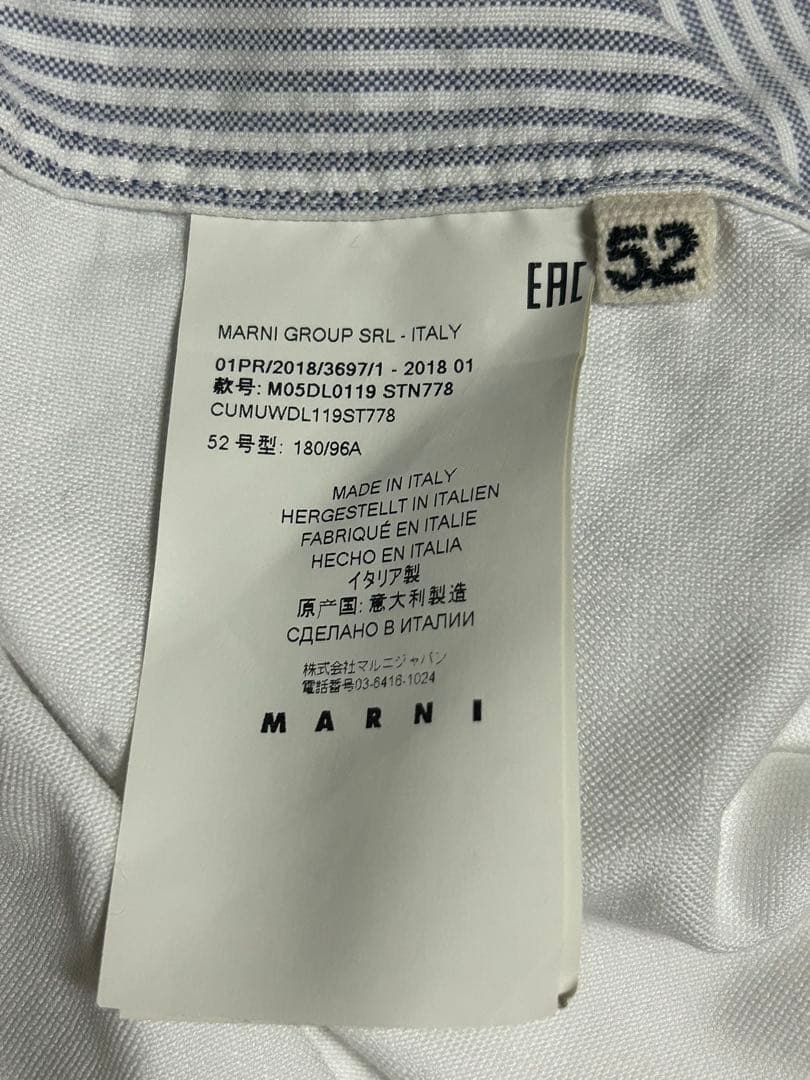 EAC
52
MARNI GROUP SRL - ITALY
01PR/2018/3697/1 - 2018 01
款号: M05DL0119 STN778
CUMUWDL119ST778
52 号型: 180/96A
MADE IN ITALY
HERGESTELLT IN ITALIEN
FABRIQUÉ EN ITALIE
HECHO EN ITALIA
イタリア製
原产国: 意大利製造
СДЕЛАНО В ИТАЛИИ
株式会社マルニジャパン
電話番号03-6416-1024
MARNI